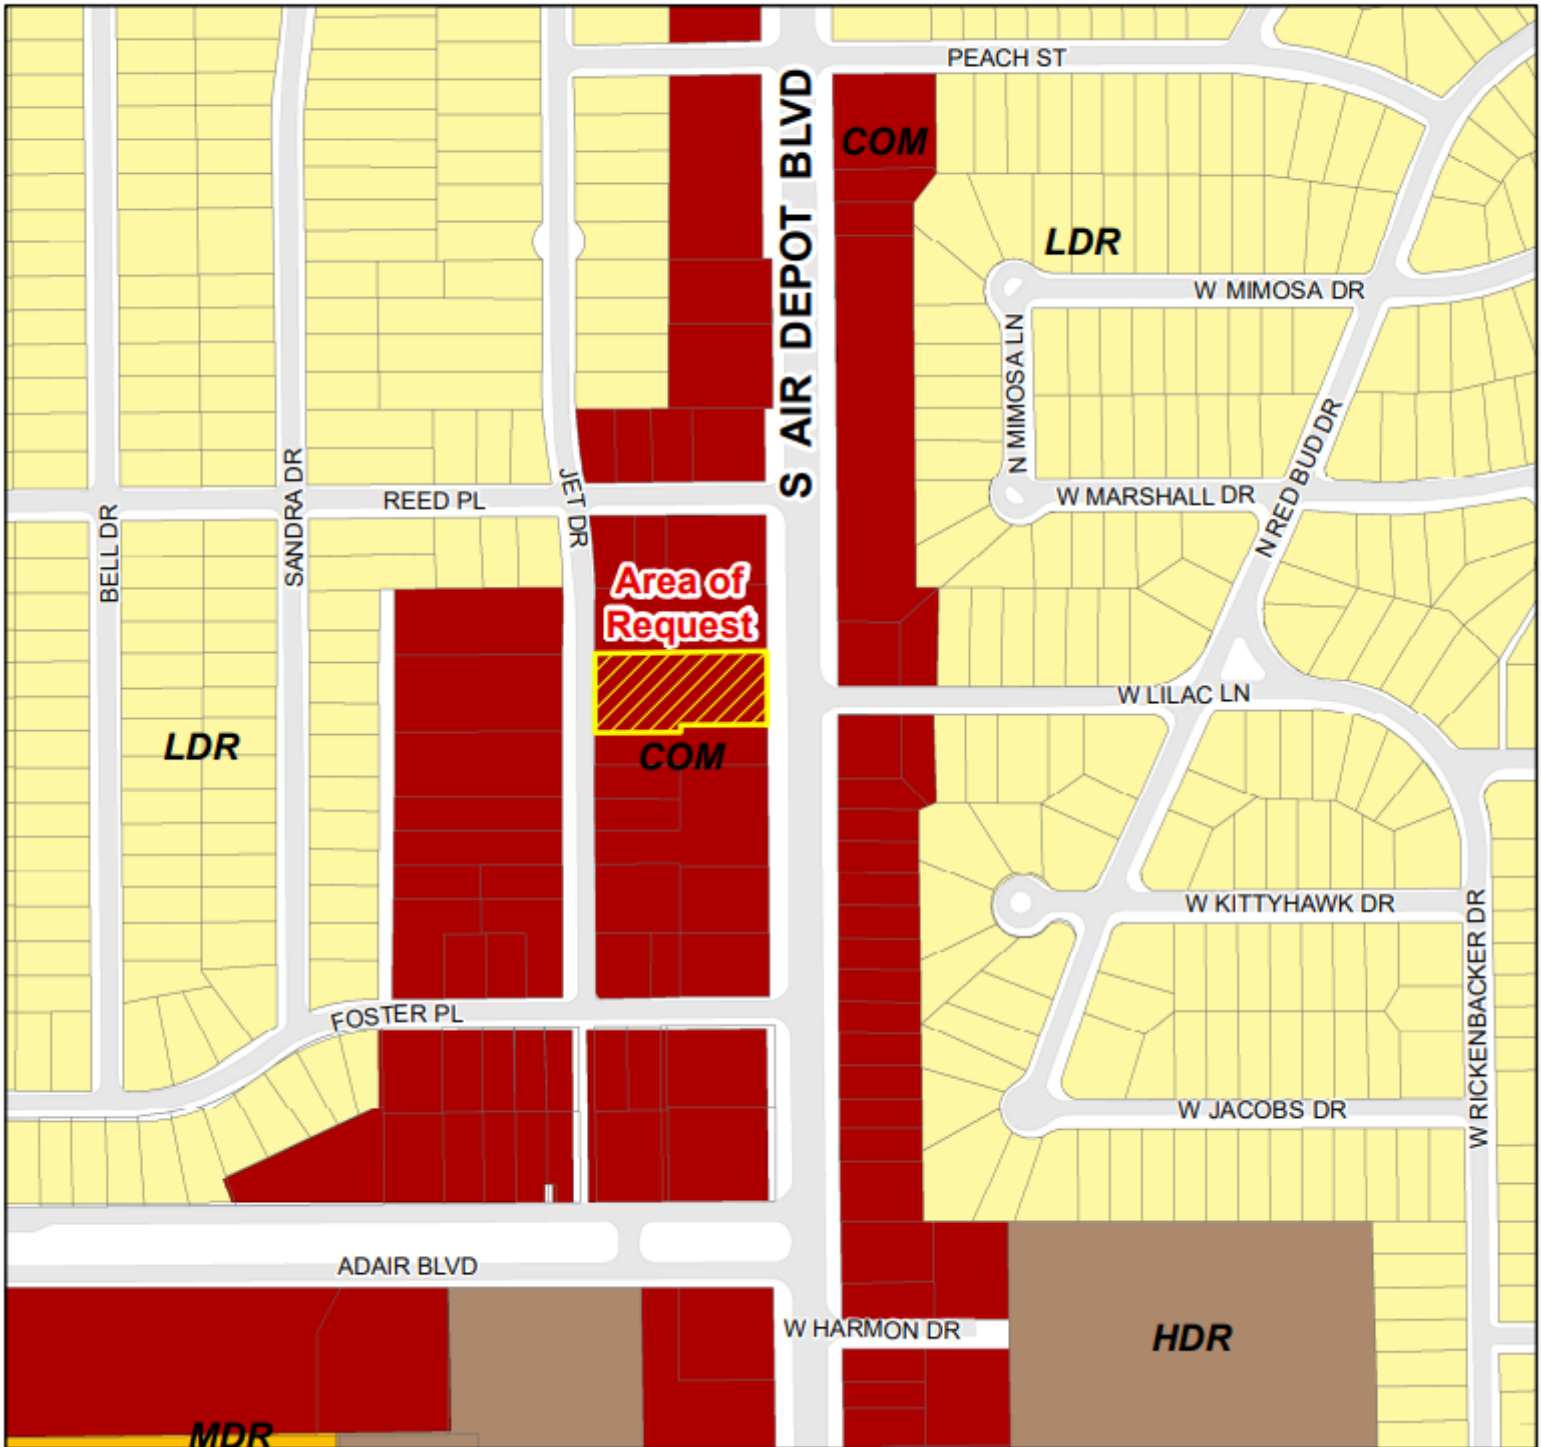 PEACH ST
S AIR DEPOT BLVD
COM
LDR
W MIMOSA DR
N MIMOSA LN
N RED BUD DR
SANDRA DR
JET DR
REED PL
W MARSHALL DR
BELL DR
Area of
Request
W LILAC LN
LDR
COM
W KITTYHAWK DR
W RICKENBACKER DR
FOSTER PL
W JACOBS DR
ADAIR BLVD
W HARMON DR
HDR
MDR